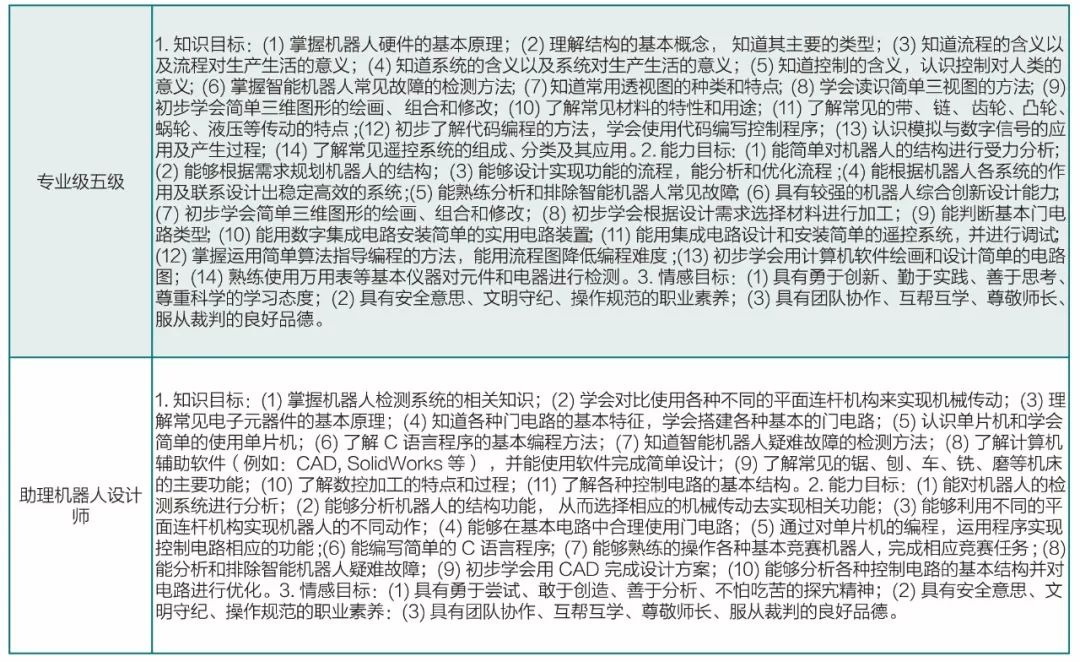 专业级五级
1. 知识目标：(1) 掌握机器人硬件的基本原理；(2) 理解结构的基本概念， 知道其主要的类型；(3) 知道流程的含义以
及流程对生产生活的意义；(4) 知道系统的含义以及系统对生产生活的意义；(5) 知道控制的含义，认识控制对人类的
意义；(6) 掌握智能机器人常见故障的检测方法；(7) 知道常用透视图的种类和特点；(8) 学会读识简单三视图的方法；(9)
初步学会简单三维图形的绘画、组合和修改；(10) 了解常见材料的特性和用途；(11) 了解常见的带、链、齿轮、凸轮、
蜗轮、液压等传动的特点 ;(12) 初步了解代码编程的方法，学会使用代码编写控制程序；(13) 认识模拟与数字信号的应
用及产生过程；(14) 了解常见遥控系统的组成、分类及其应用。2. 能力目标：(1) 能简单对机器人的结构进行受力分析；
(2) 能够根据需求规划机器人的结构；(3) 能够设计实现功能的流程，能分析和优化流程 ;(4) 能根据机器人各系统的作
用及联系设计出稳定高效的系统 ;(5) 能熟练分析和排除智能机器人常见故障；(6) 具有较强的机器人综合创新设计能力；
(7) 初步学会简单三维图形的绘画、组合和修改；(8) 初步学会根据设计需求选择材料进行加工；(9) 能判断基本门电
路类型；(10) 能用数字集成电路安装简单的实用电路装置；(11) 能用集成电路设计和安装简单的遥控系统，并进行调试；
(12) 掌握运用简单算法指导编程的方法，能用流程图降低编程难度 ;(13) 初步学会用计算机软件绘画和设计简单的电路
图；(14) 熟练使用万用表等基本仪器对元件和电器进行检测。3. 情感目标：(1) 具有勇于创新、勤于实践、善于思考、
尊重科学的学习态度；(2) 具有安全意思、文明守纪、操作规范的职业素养；(3) 具有团队协作、互帮互学、尊敬师长、
服从裁判的良好品德。
助理机器人设计
师
1. 知识目标：(1) 掌握机器人检测系统的相关知识；(2) 学会对比使用各种不同的平面连杆机构来实现机械传动；(3) 理
解常见电子元器件的基本原理；(4) 知道各种门电路的基本特征，学会搭建各种基本的门电路；(5) 认识单片机和学会
简单的使用单片机；(6) 了解 C 语言程序的基本编程方法；(7) 知道智能机器人疑难故障的检测方法；(8) 了解计算机
辅助软件（例如：CAD, SolidWorks 等），并能使用软件完成简单设计；(9) 了解常见的锯、刨、车、铣、磨等机床
的主要功能；(10) 了解数控加工的特点和过程；(11) 了解各种控制电路的基本结构。2. 能力目标：(1) 能对机器人的检
测系统进行分析；(2) 能够分析机器人的结构功能， 从而选择相应的机械传动去实现相关功能；(3) 能够利用不同的平
面连杆机构实现机器人的不同动作；(4) 能够在基本电路中合理使用门电路；(5) 通过对单片机的编程，运用程序实现
控制电路相应的功能 ;(6) 能编写简单的 C 语言程序；(7) 能够熟练的操作各种基本竞赛机器人，完成相应竞赛任务；(8)
能分析和排除智能机器人疑难故障；(9) 初步学会用 CAD 完成设计方案；(10) 能够分析各种控制电路的基本结构并对
电路进行优化。3. 情感目标：(1) 具有勇于尝试、敢于创造、善于分析、不怕吃苦的探究精神；(2) 具有安全意思、文
明守纪、操作规范的职业素养：(3) 具有团队协作、互帮互学、尊敬师长、服从裁判的良好品德。